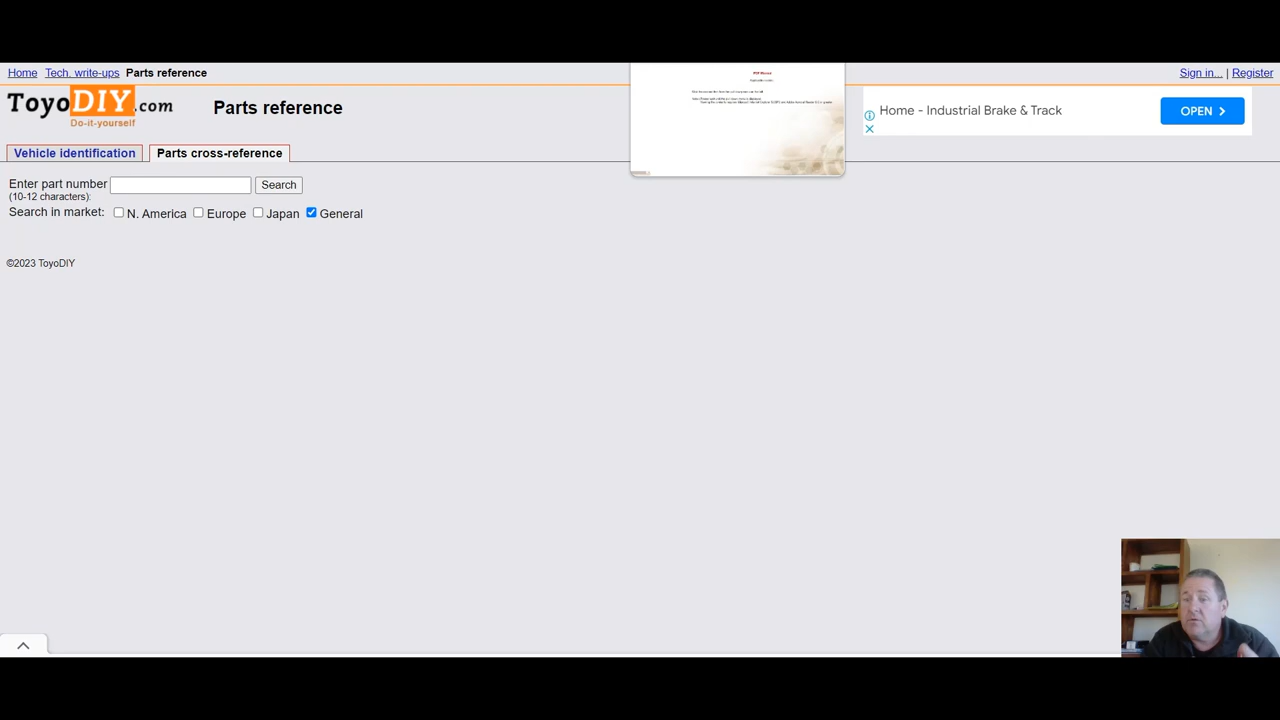 Home Tech. write-ups Parts reference
Sign in... | Register
ToyoDIY.com
Do-it-yourself
Parts reference
Home - Industrial Brake & Track
OPEN
Vehicle identification
Parts cross-reference
Enter part number
Search
(10-12 characters):
Search in market: N. America Europe Japan General
©2023 ToyoDIY